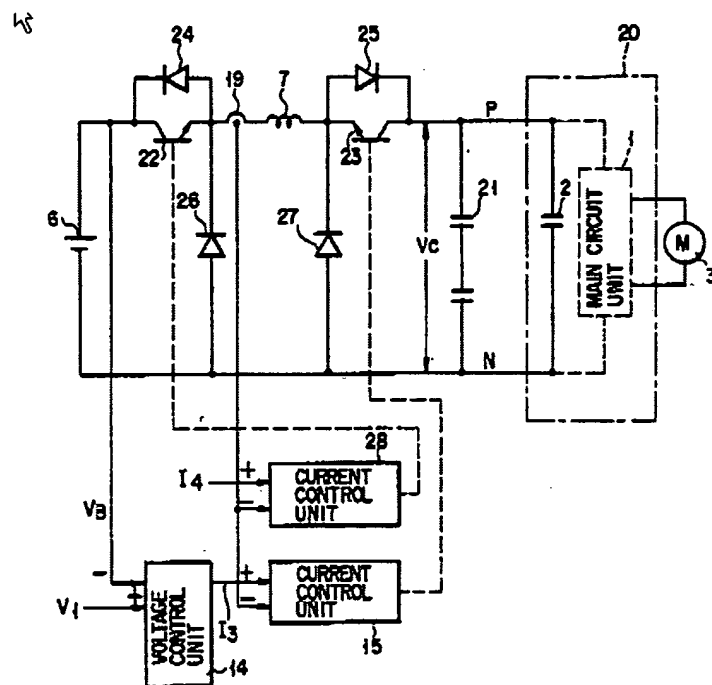 24
25
20
19
7
P
22
23
1
26
27
21
2
6
Vc
MAIN CIRCUIT
UNIT
M
3
N
28
I4
+
-
CURRENT
CONTROL
UNIT
VB
-
+
V1
VOLTAGE
CONTROL
UNIT
14
I3
+
-
CURRENT
CONTROL
UNIT
15